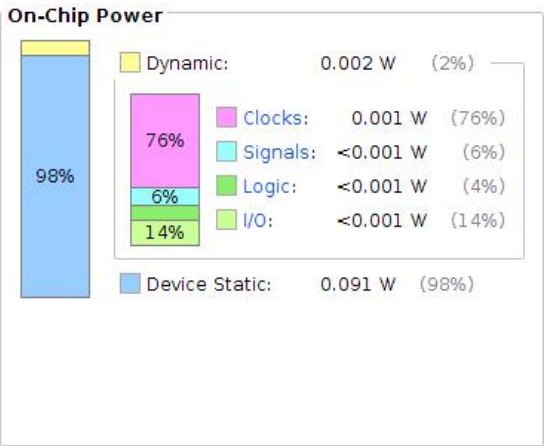 On-Chip Power
Dynamic: 0.002 W (2%)
98%
76%
6%
14%
Clocks: 0.001 W (76%)
Signals: <0.001 W (6%)
Logic: <0.001 W (4%)
I/O: <0.001 W (14%)
Device Static: 0.091 W (98%)